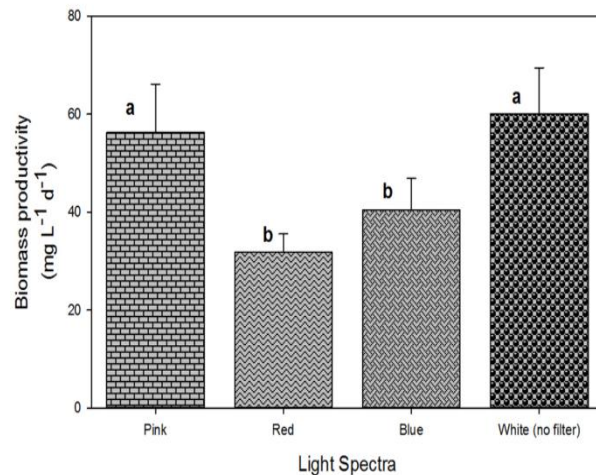 Biomass productivity
(mg L⁻¹ d⁻¹)
80
60
40
20
0
a
b
b
a
Pink
Red
Blue
White (no filter)
Light Spectra